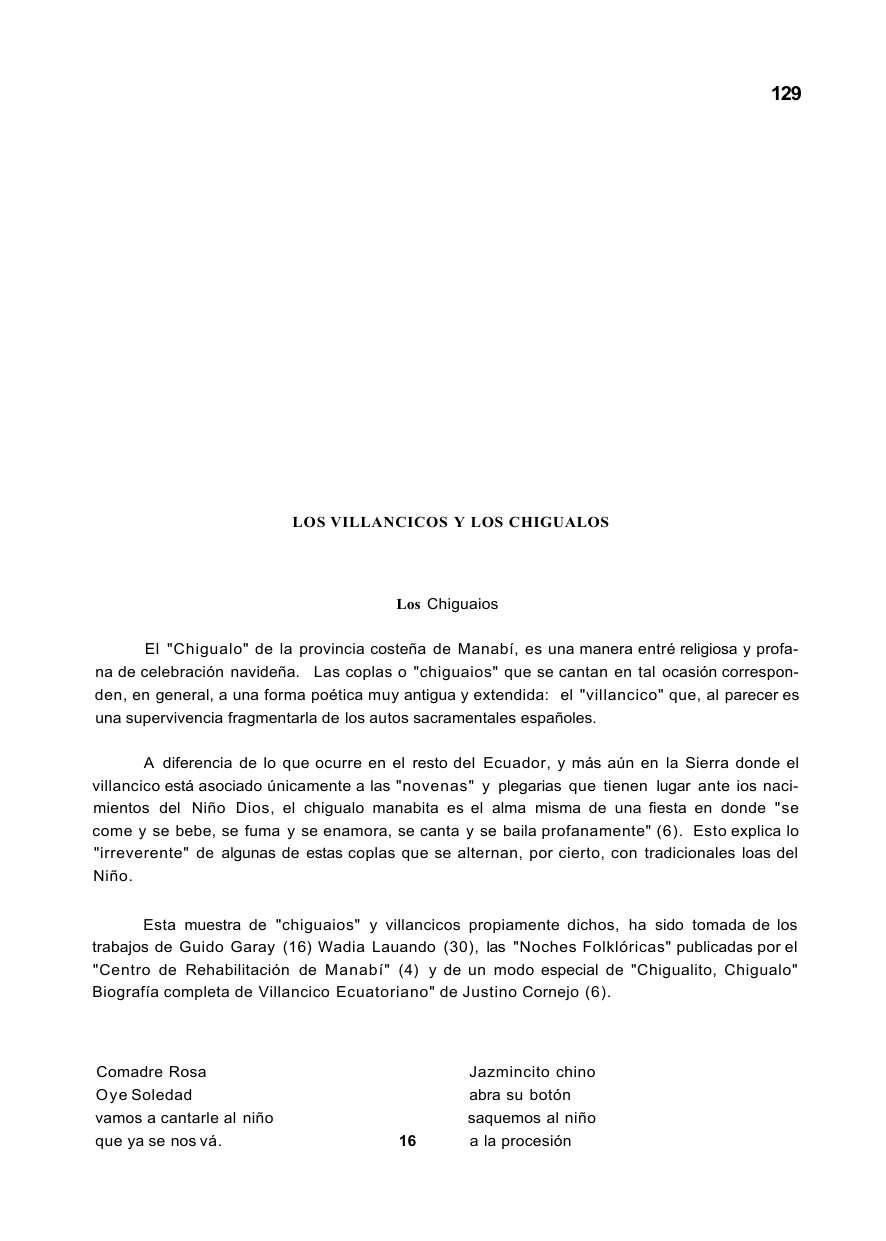 129
LOS VILLANCICOS Y LOS CHIGUALOS
Los Chiguaios
El "Chigualo" de la provincia costeña de Manabí, es una manera entré religiosa y profa-
na de celebración navideña. Las coplas o "chiguaios" que se cantan en tal ocasión correspon-
den, en general, a una forma poética muy antigua y extendida: el "villancico" que, al parecer es
una supervivencia fragmentarla de los autos sacramentales españoles.
A diferencia de lo que ocurre en el resto del Ecuador, y más aún en la Sierra donde el
villancico está asociado únicamente a las "novenas" y plegarias que tienen lugar ante ios naci-
mientos del Niño Dios, el chigualo manabita es el alma misma de una fiesta en donde "se
come y se bebe, se fuma y se enamora, se canta y se baila profanamente" (6). Esto explica lo
"irreverente" de algunas de estas coplas que se alternan, por cierto, con tradicionales loas del
Niño.
Esta muestra de "chiguaios" y villancicos propiamente dichos, ha sido tomada de los
trabajos de Guido Garay (16) Wadia Lauando (30), las "Noches Folklóricas" publicadas por el
"Centro de Rehabilitación de Manabí" (4) y de un modo especial de "Chigualito, Chigualo"
Biografía completa de Villancico Ecuatoriano" de Justino Cornejo (6).
Comadre Rosa
Oye Soledad
vamos a cantarle al niño
que ya se nos vá.
16
Jazmincito chino
abra su botón
saquemos al niño
a la procesión